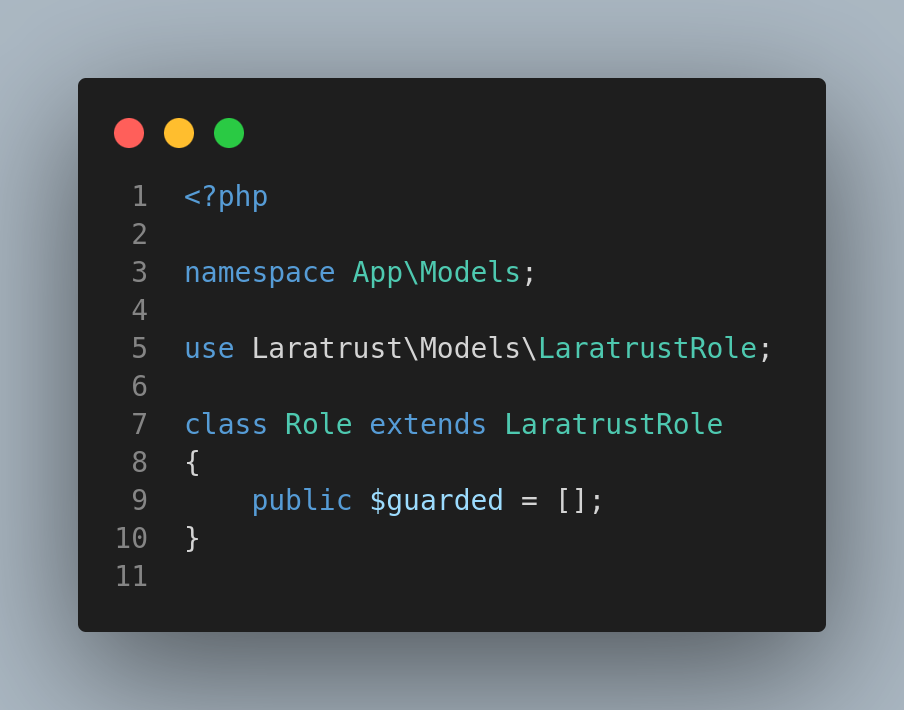 1 <?php
2
3 namespace App\Models;
4
5 use Laratrust\Models\LaratrustRole;
6
7 class Role extends LaratrustRole
8 {
9     public $guarded = [];
10 }
11